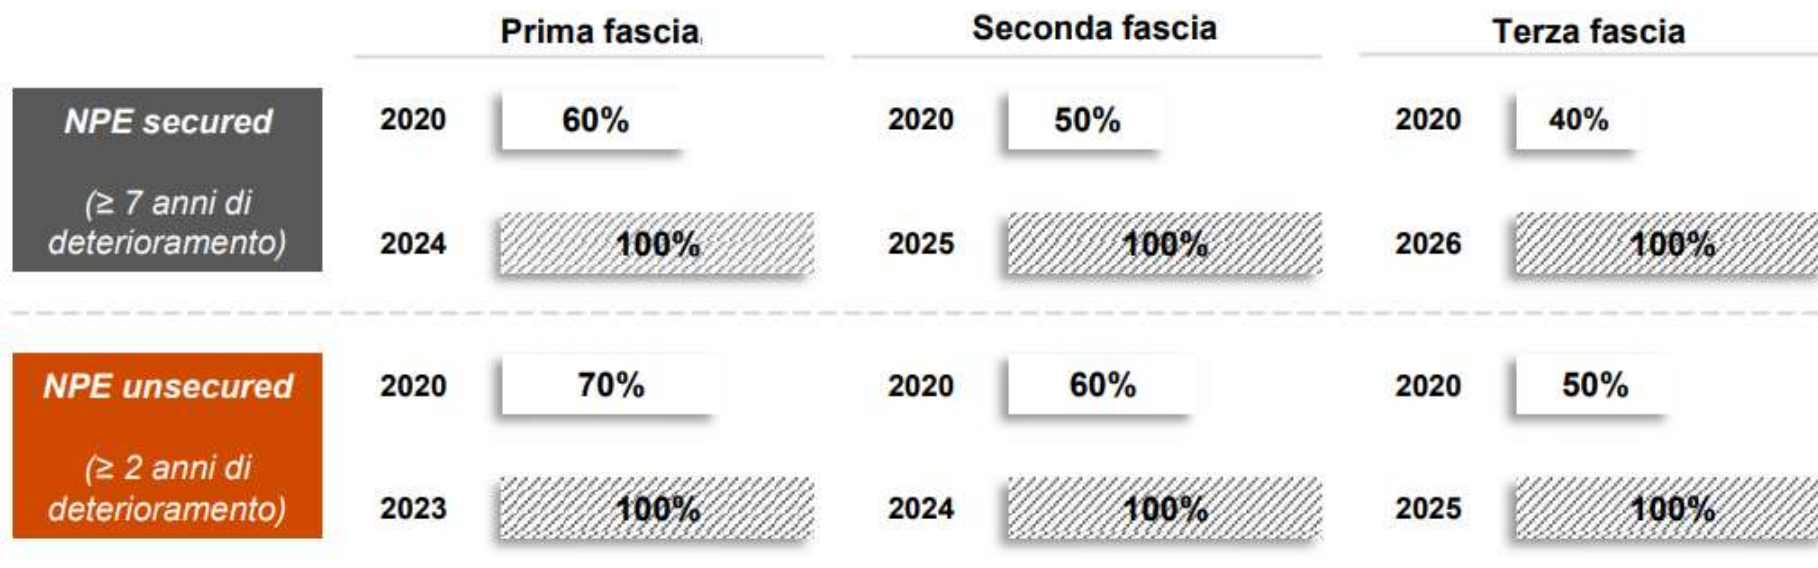 Prima fascia
Seconda fascia
Terza fascia
NPE secured
(≥ 7 anni di
deterioramento)
2020 60% 2020 50% 2020 40%
2024 100% 2025 100% 2026 100%
NPE unsecured
(≥ 2 anni di
deterioramento)
2020 70% 2020 60% 2020 50%
2023 100% 2024 100% 2025 100%